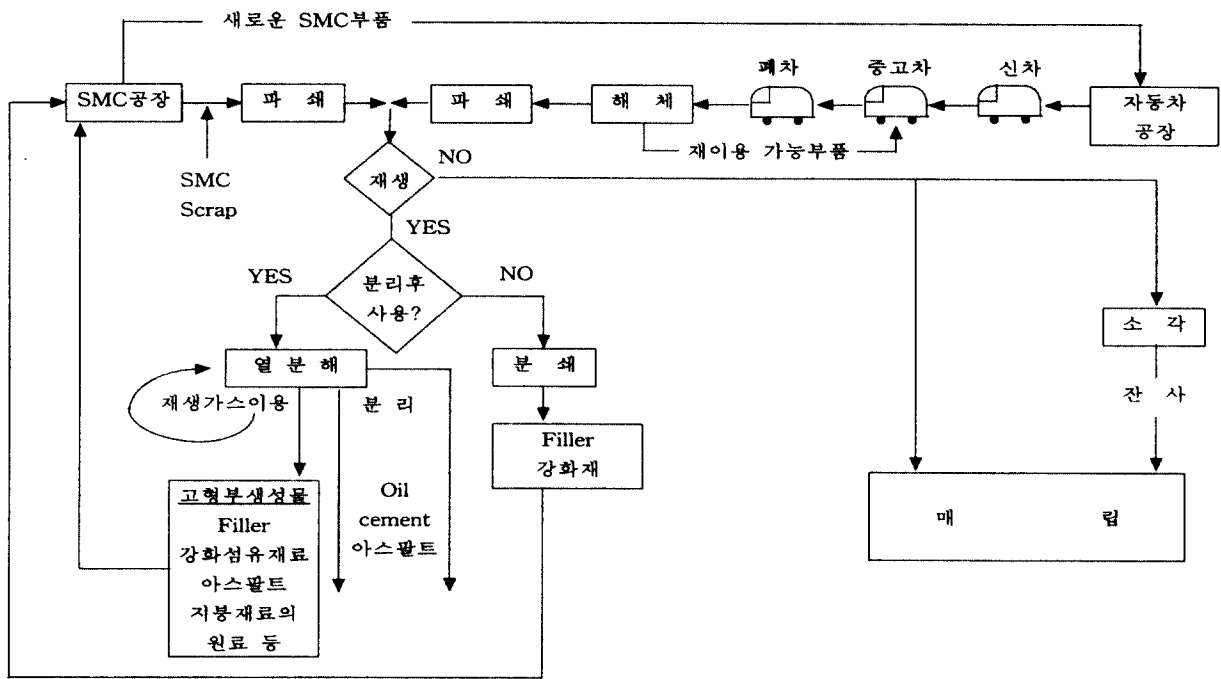 새로운 SMC부품
폐차
중고차
신차
SMC공장
파 쇄
파 쇄
해 체
자동차
공장
재이용 가능부품
SMC
Scrap
재생
NO
YES
YES
분리후
사용?
NO
소 각
열 분 해
분 쇄
재생가스이용
분 리
잔 사
Filler
강화재
고형부생성물
Filler
강화섬유재료
아스팔트
지붕재료의
원료 등
Oil
cement
아스팔트
매 립